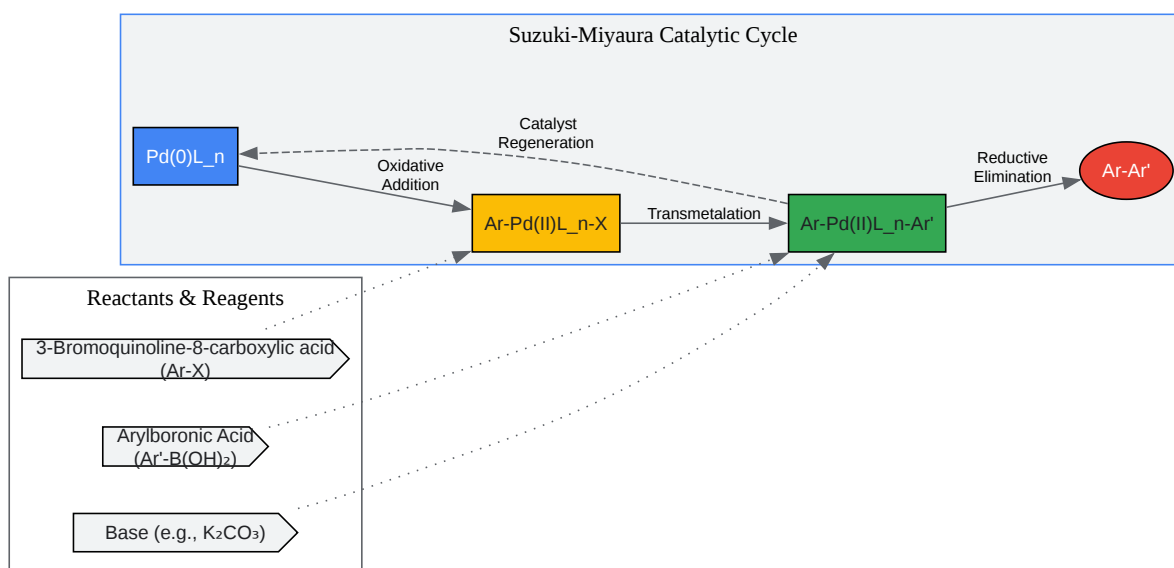 Suzuki-Miyaura Catalytic Cycle
Catalyst
Regeneration
Pd(0)L_n
Oxidative
Addition
Reductive
Elimination
Ar-Ar'
Ar-Pd(II)L_n-X
Transmetalation
Ar-Pd(II)L_n-Ar'
Reactants & Reagents
3-Bromoquinoline-8-carboxylic acid
(Ar-X)
Arylboronic Acid
(Ar'-B(OH)₂)
Base (e.g., K₂CO₃)